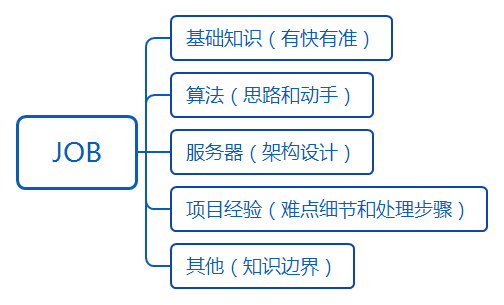 JOB
基础知识（有快有准）
算法（思路和动手）
服务器（架构设计）
项目经验（难点细节和处理步骤）
其他（知识边界）